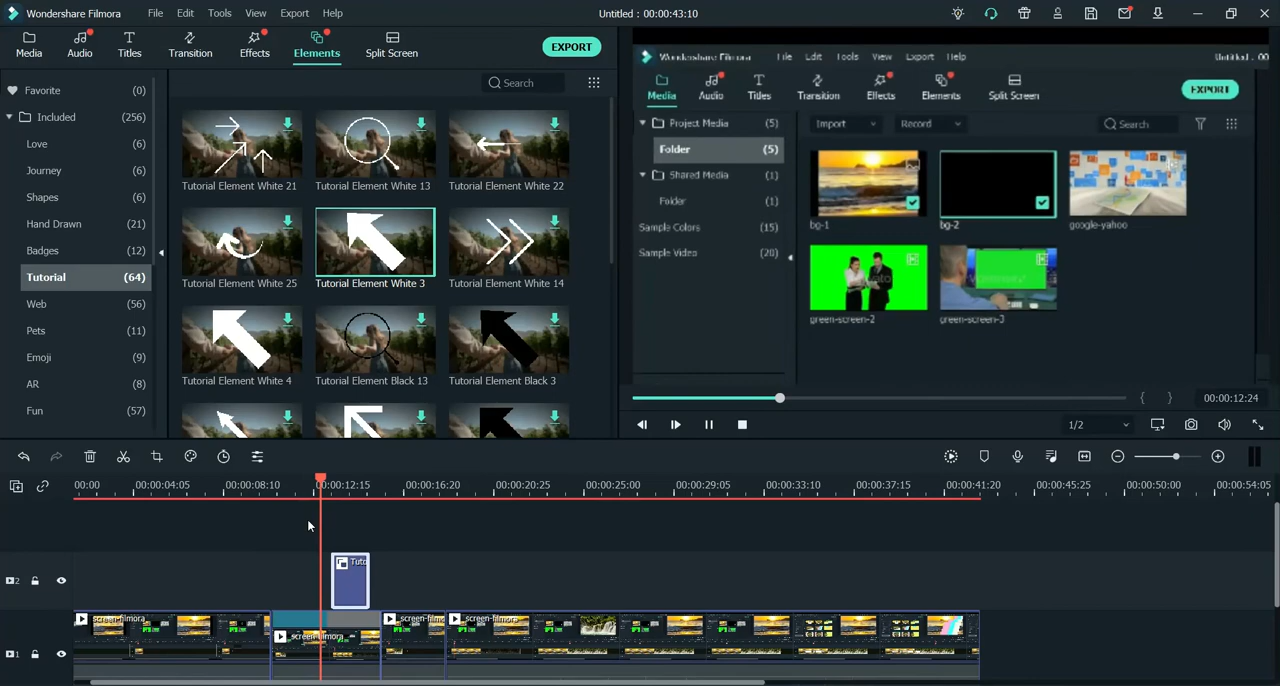 Wondershare Filmora File Edit Tools View Export Help Untitled : 00:00:43:10
Media Audio Titles Transition Effects Elements Split Screen EXPORT
Favorite (0)
Included (256)
Love (6)
Journey (6)
Shapes (6)
Hand Drawn (21)
Badges (12)
Tutorial (64)
Web (56)
Pets (11)
Emoji (9)
AR (8)
Fun (57)
Search
Tutorial Element White 21 Tutorial Element White 13 Tutorial Element White 22
Tutorial Element White 25 Tutorial Element White 3 Tutorial Element White 14
Tutorial Element White 4 Tutorial Element Black 13 Tutorial Element Black 3
Wondershare Filmora File Edit Tools View Export Help Untitled : 00
Media Audio Titles Transition Effects Elements Split Screen EXPORT
Project Media (5)
Folder (5)
Shared Media (1)
Folder (1)
Sample Colors (15)
Sample Video (20)
Import Record Search
bg-1 bg-2 google-yahoo
green-screen-2 green-screen-3
00:00:12:24
1/2
00:00 00:00:04:05 00:00:08:10 00:00:12:15 00:00:16:20 00:00:20:25 00:00:25:00 00:00:29:05 00:00:33:10 00:00:37:15 00:00:41:20 00:00:45:25 00:00:50:00 00:00:54:05
2 Tuto
screen-filmora screen-filmora screen-filmo screen-filmora
1